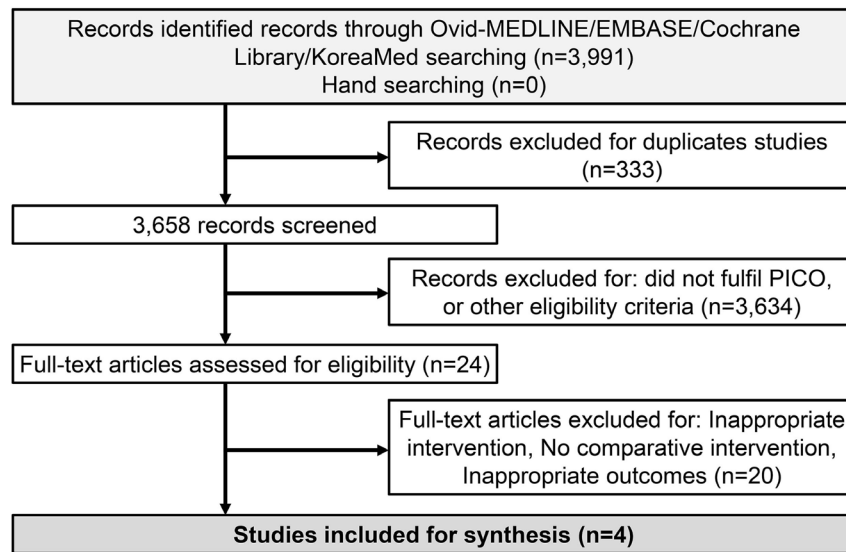 Records identified records through Ovid-MEDLINE/EMBASE/Cochrane
Library/KoreaMed searching (n=3,991)
Hand searching (n=0)
Records excluded for duplicates studies
(n=333)
3,658 records screened
Records excluded for: did not fulfil PICO,
or other eligibility criteria (n=3,634)
Full-text articles assessed for eligibility (n=24)
Full-text articles excluded for: Inappropriate
intervention, No comparative intervention,
Inappropriate outcomes (n=20)
Studies included for synthesis (n=4)